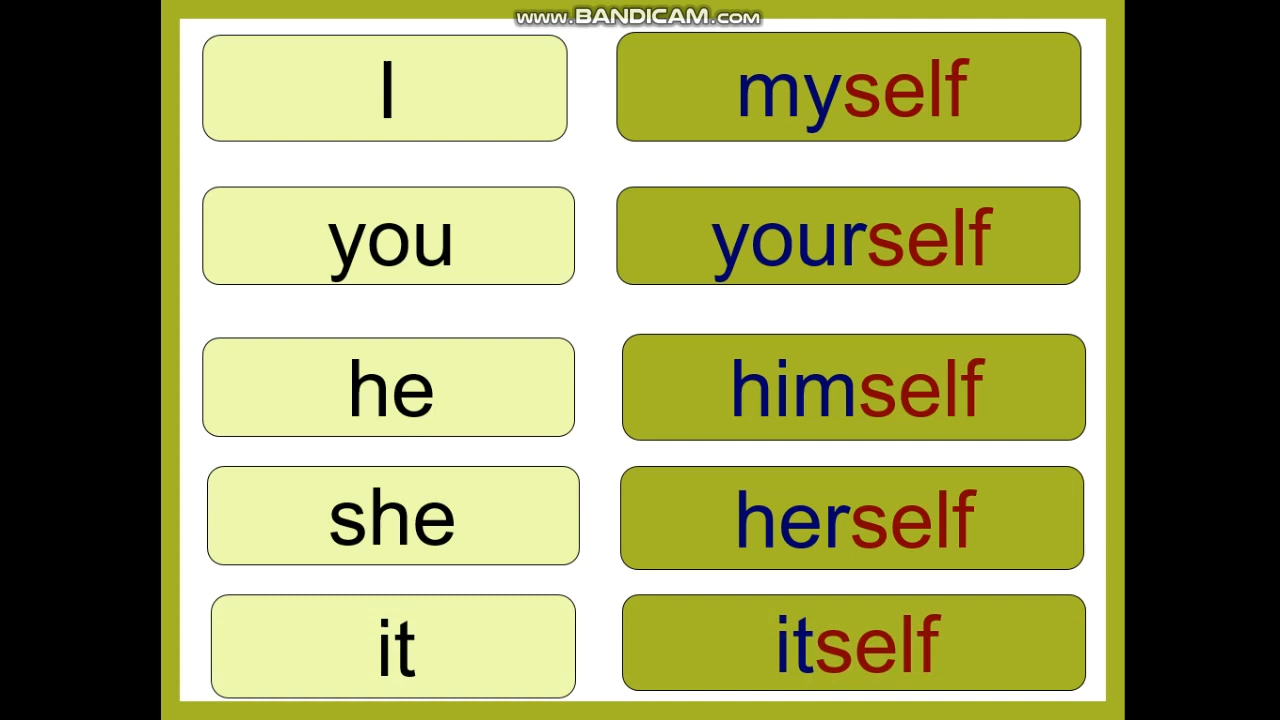 www.BANDICAM.com
I myself
you yourself
he himself
she herself
it itself